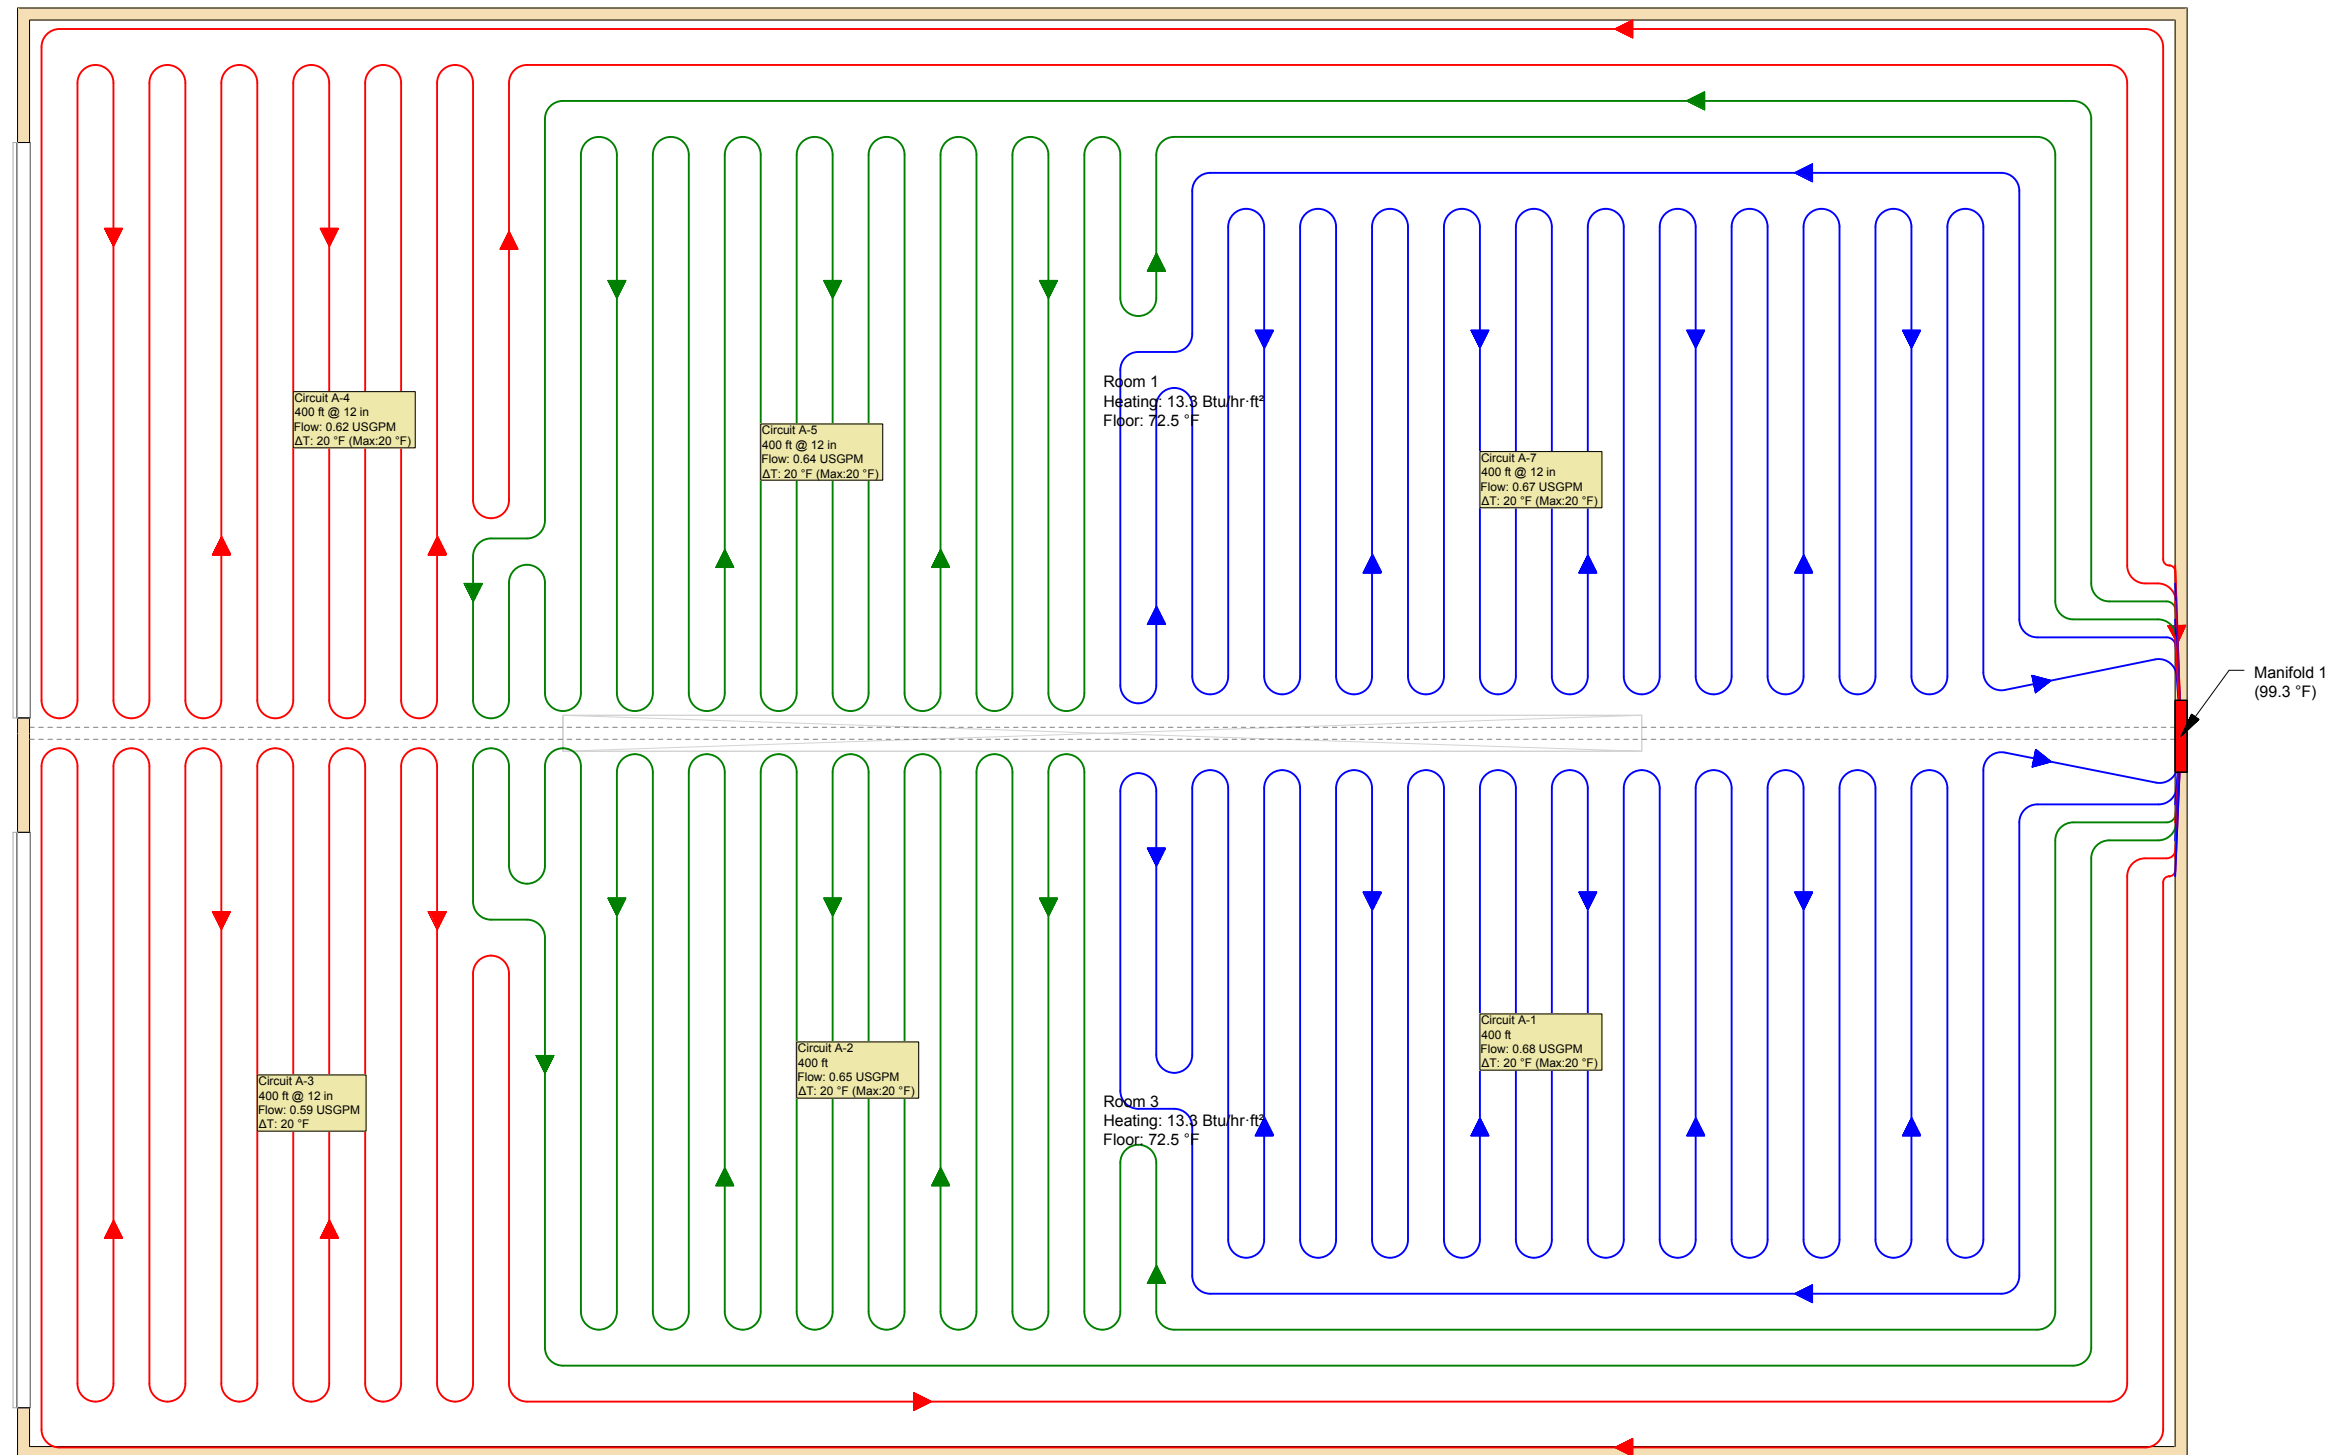 Room 1
Heating: 13.3 Btu/hr·ft²
Floor: 72.5 °F
Circuit A-4
400 ft @ 12 in
Flow: 0.62 USGPM
ΔT: 20 °F (Max:20 °F)
Circuit A-5
400 ft @ 12 in
Flow: 0.64 USGPM
ΔT: 20 °F (Max:20 °F)
Circuit A-7
400 ft @ 12 in
Flow: 0.67 USGPM
ΔT: 20 °F (Max:20 °F)
Manifold 1
(99.3 °F)
Circuit A-1
400 ft
Flow: 0.68 USGPM
ΔT: 20 °F (Max:20 °F)
Circuit A-2
400 ft
Flow: 0.65 USGPM
ΔT: 20 °F (Max:20 °F)
Circuit A-3
400 ft @ 12 in
Flow: 0.59 USGPM
ΔT: 20 °F
Room 3
Heating: 13.3 Btu/hr·ft²
Floor: 72.5 °F